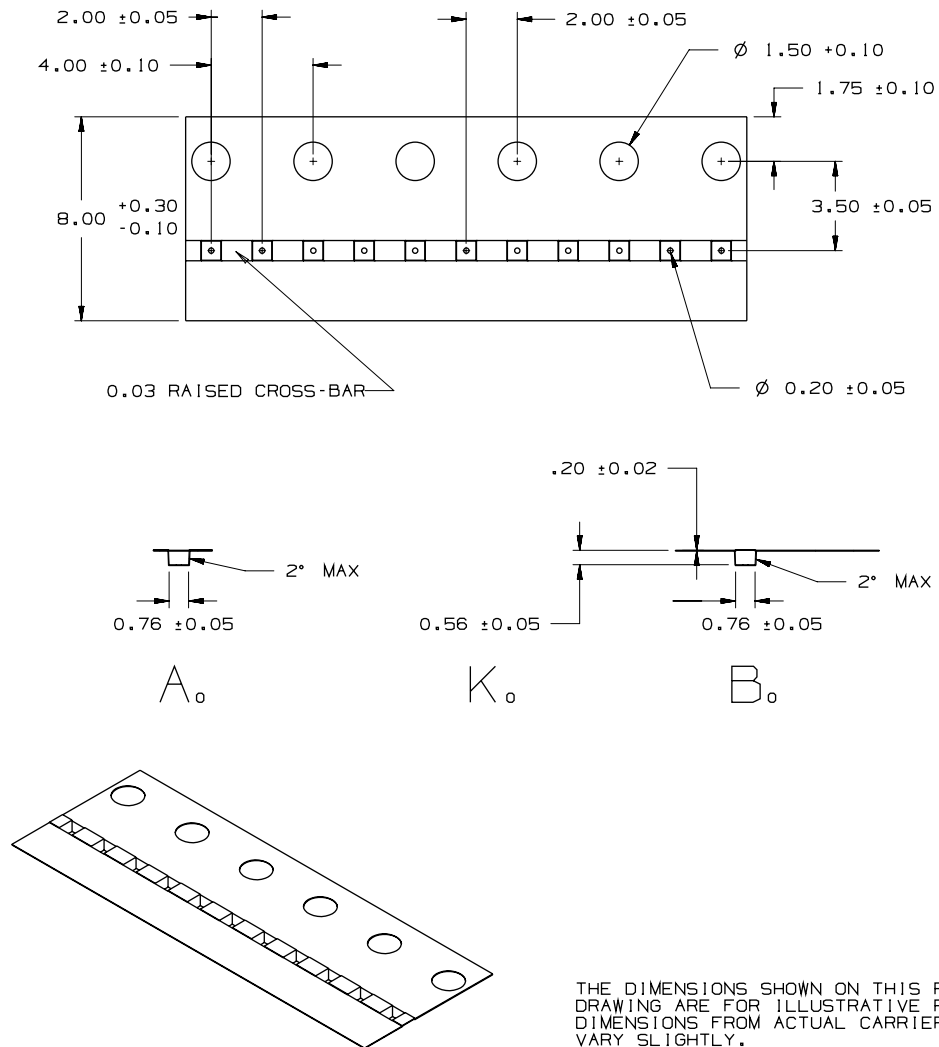 2.00 ±0.05
2.00 ±0.05
Ø 1.50 +0.10
4.00 ±0.10
1.75 ±0.10
8.00 +0.30
-0.10
3.50 ±0.05
0.03 RAISED CROSS-BAR
Ø 0.20 ±0.05
.20 ±0.02
2° MAX
2° MAX
0.76 ±0.05
0.56 ±0.05
0.76 ±0.05
A₀
K₀
B₀
THE DIMENSIONS SHOWN ON THIS
DRAWING ARE FOR ILLUSTRATIVE
DIMENSIONS FROM ACTUAL CARRIER
VARY SLIGHTLY.